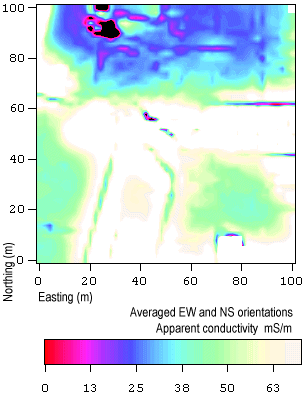 100
80
60
40
20
0
Northing (m)
0 20 40 60 80 100
Easting (m)
Averaged EW and NS orientations
Apparent conductivity mS/m
0 13 25 38 50 63